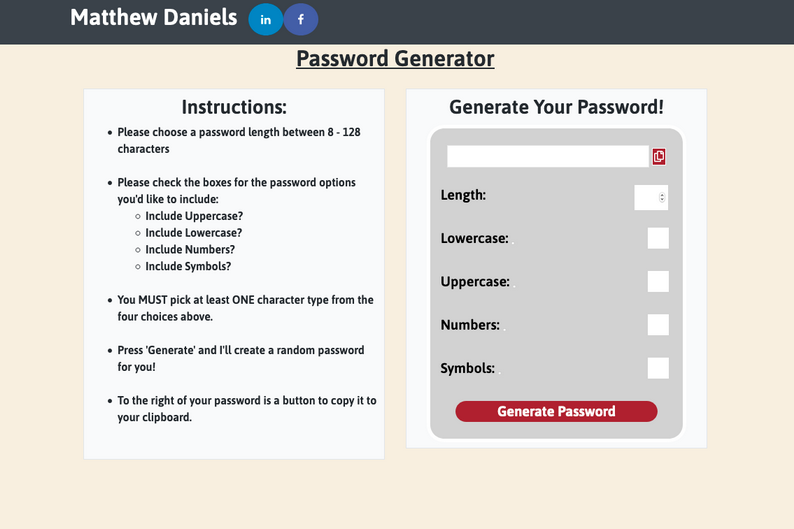 Matthew Daniels in f
Password Generator
Instructions:
• Please choose a password length between 8 - 128
characters
• Please check the boxes for the password options
you'd like to include:
○ Include Uppercase?
○ Include Lowercase?
○ Include Numbers?
○ Include Symbols?
• You MUST pick at least ONE character type from the
four choices above.
• Press 'Generate' and I'll create a random password
for you!
• To the right of your password is a button to copy it to
your clipboard.
Generate Your Password!
Length:
Lowercase:
Uppercase:
Numbers:
Symbols:
Generate Password